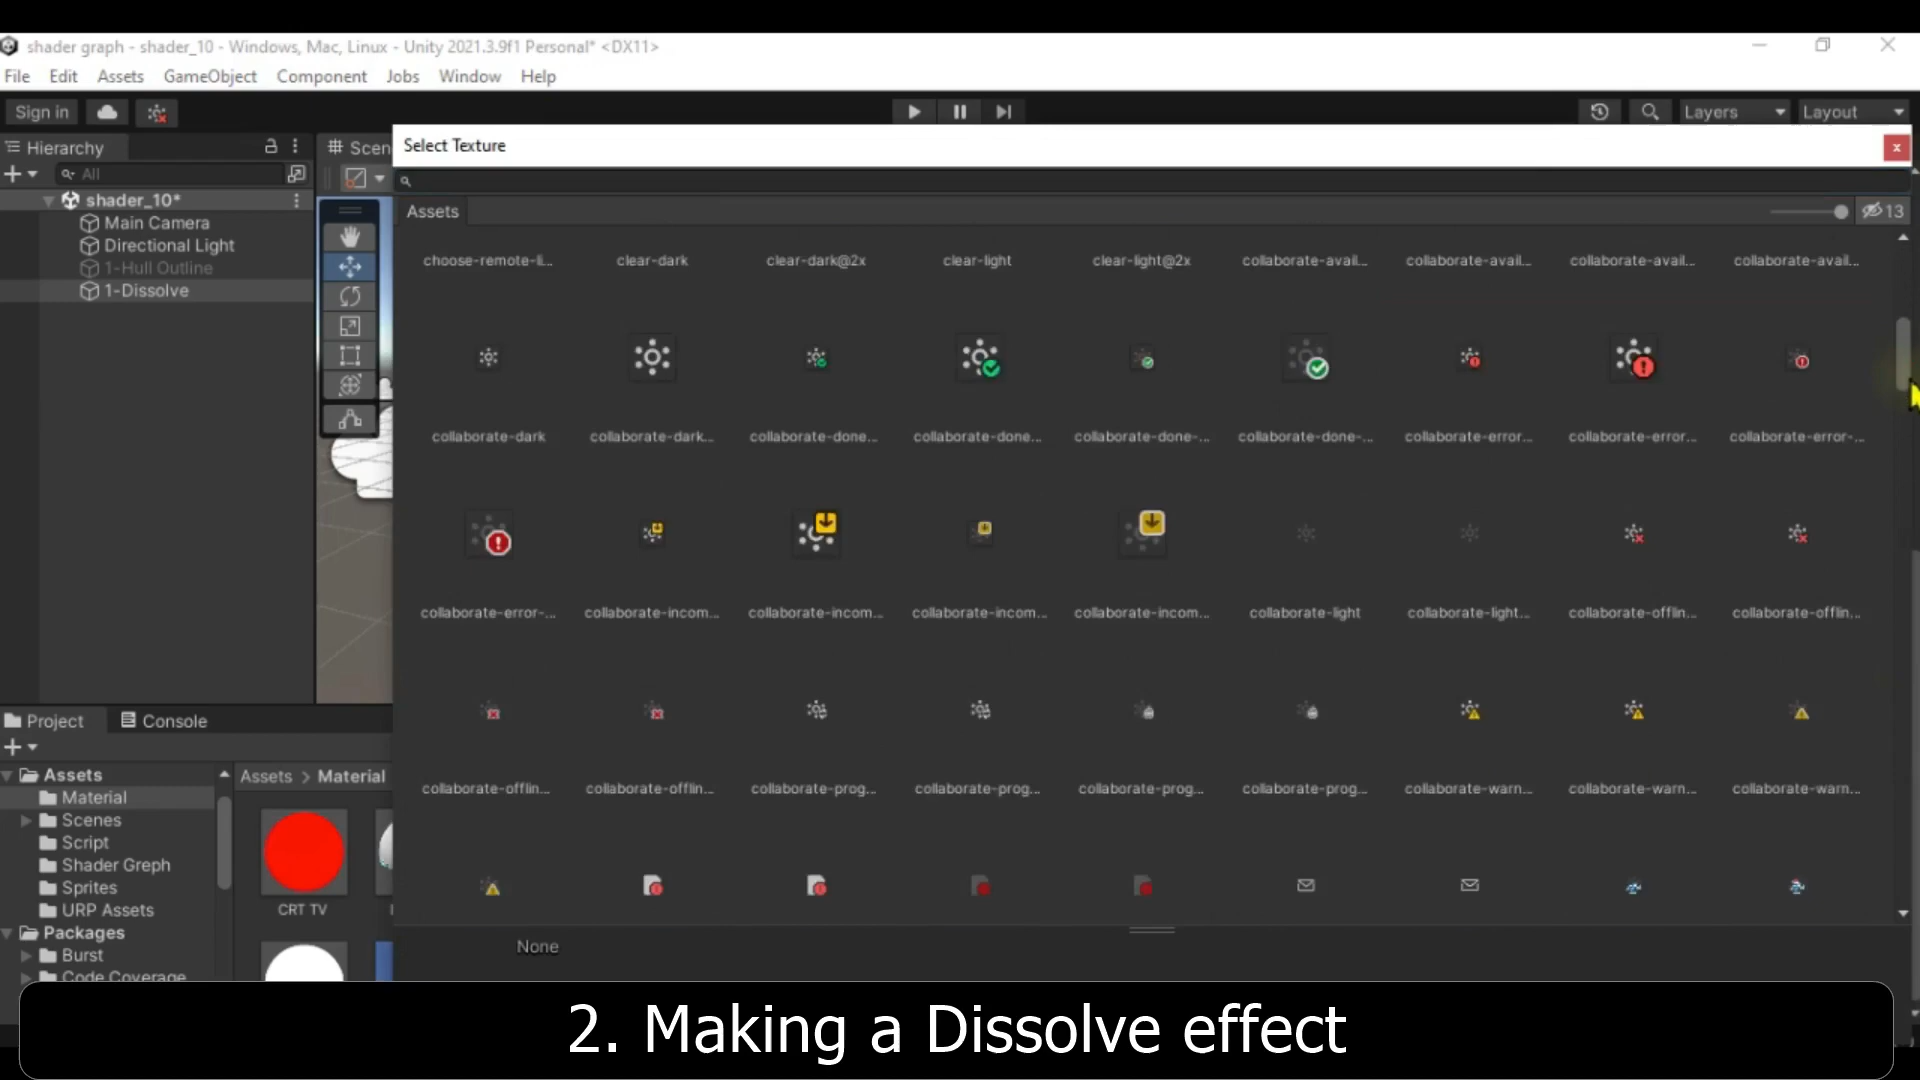 shader graph - shader_10 - Windows, Mac, Linux - Unity 2021.3.9f1 Personal* <DX11>
File Edit Assets GameObject Component Jobs Window Help
Sign in Layers Layout
Hierarchy
All
shader_10*
Main Camera
Directional Light
1-Hull Outline
1-Dissolve
Scen
Select Texture
Assets 13
choose-remote-li... clear-dark clear-dark@2x clear-light clear-light@2x collaborate-avail... collaborate-avail... collaborate-avail... collaborate-avail...
collaborate-dark collaborate-dark... collaborate-done... collaborate-done... collaborate-done-... collaborate-done-... collaborate-error... collaborate-error... collaborate-error-...
collaborate-error-... collaborate-incom... collaborate-incom... collaborate-incom... collaborate-incom... collaborate-light collaborate-light... collaborate-offlin... collaborate-offlin...
collaborate-offlin... collaborate-offlin... collaborate-prog... collaborate-prog... collaborate-prog... collaborate-prog... collaborate-warn... collaborate-warn... collaborate-warn...
None
Project Console
Assets
Material
Scenes
Script
Shader Greph
Sprites
URP Assets
Packages
Burst
Code Coverage
Assets > Material
CRT TV
2. Making a Dissolve effect